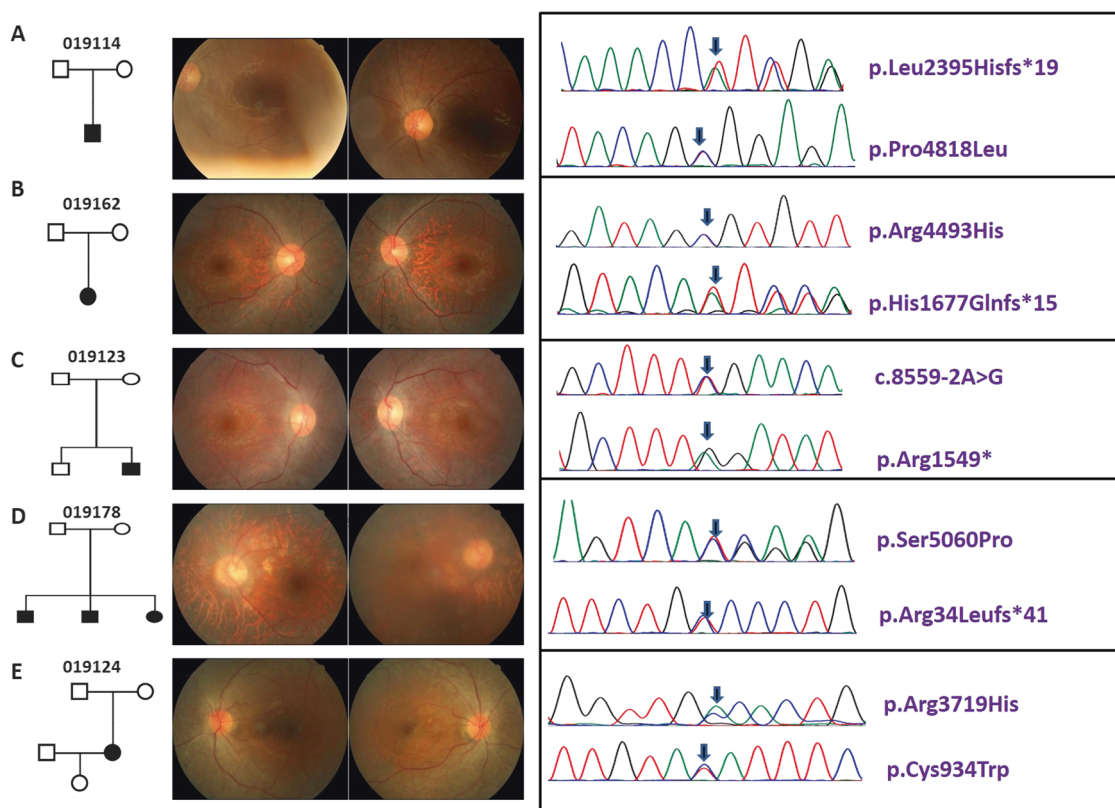 A
019114
p.Leu2395Hisfs*19
p.Pro4818Leu
B
019162
p.Arg4493His
p.His1677Glnfs*15
C
019123
c.8559-2A>G
p.Arg1549*
D
019178
p.Ser5060Pro
p.Arg34Leufs*41
E
019124
p.Arg3719His
p.Cys934Trp